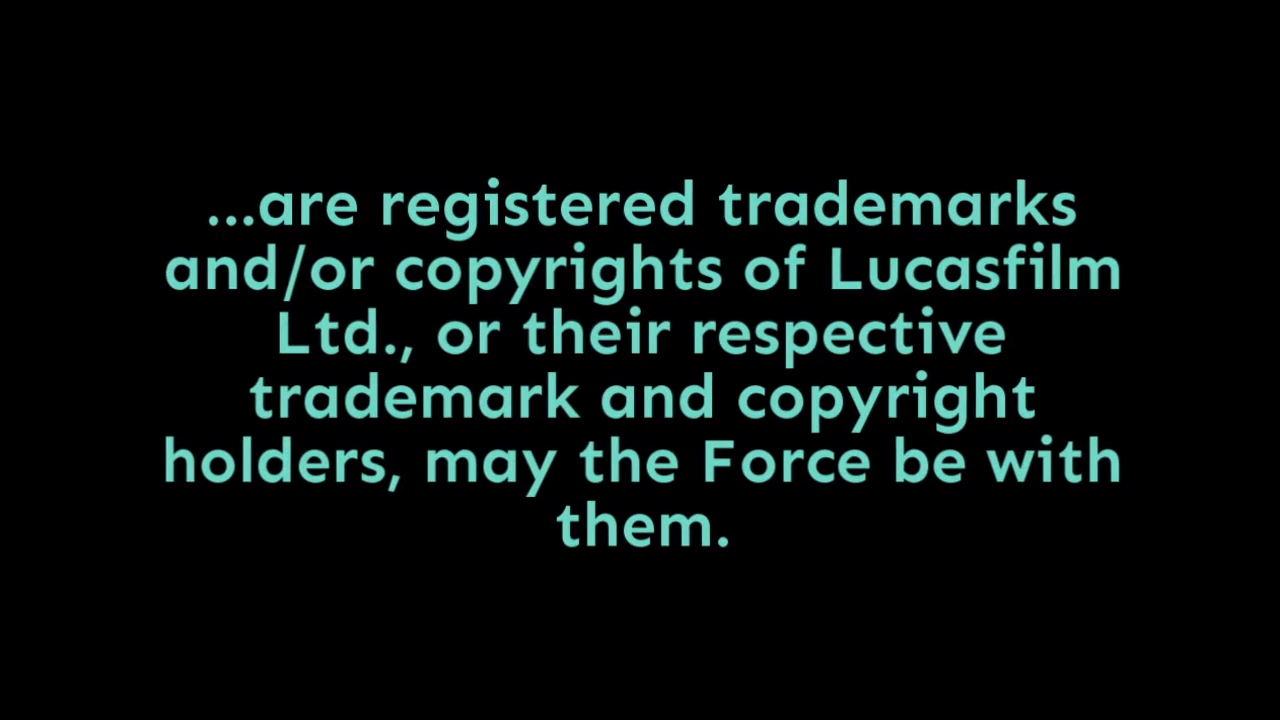 ...are registered trademarks
and/or copyrights of Lucasfilm
Ltd., or their respective
trademark and copyright
holders, may the Force be with
them.